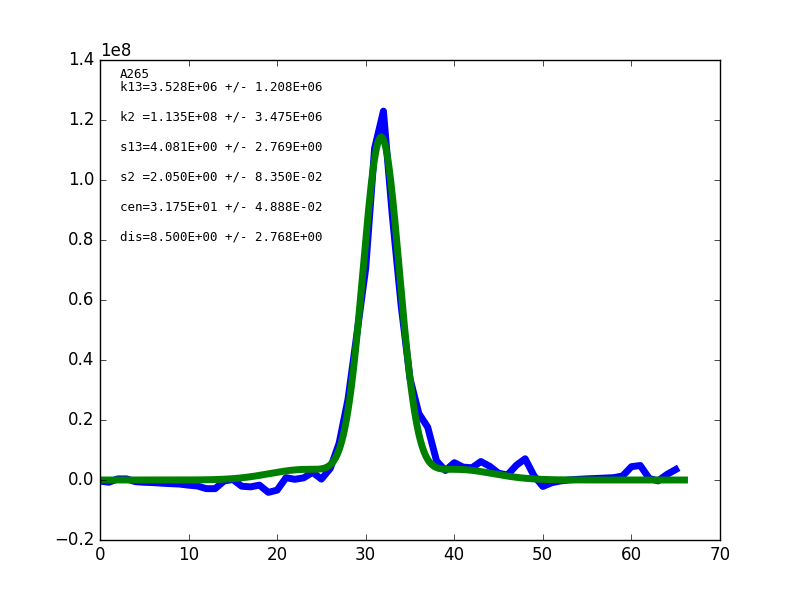 1e8
1.4
1.2
1.0
0.8
0.6
0.4
0.2
0.0
−0.2
A265
k13=3.528E+06 +/- 1.208E+06
k2 =1.135E+08 +/- 3.475E+06
s13=4.081E+00 +/- 2.769E+00
s2 =2.050E+00 +/- 8.350E-02
cen=3.175E+01 +/- 4.888E-02
dis=8.500E+00 +/- 2.768E+00
0 10 20 30 40 50 60 70